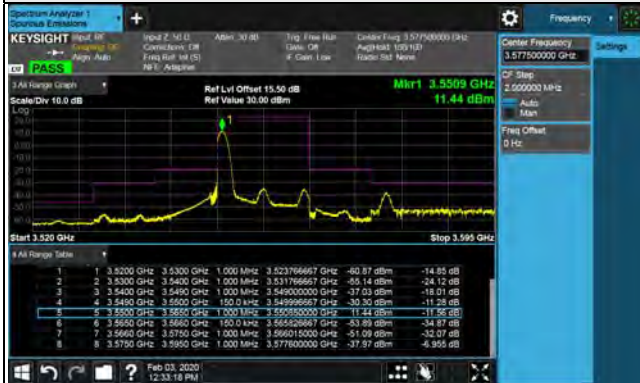 Spectrum Analyzer 1
Spurious Emissions
Frequency
KEYSIGHT Input: RF
Coupling: DC
Align: Auto
Input Z: 50 Ω
Corrections: Off
Freq Ref: Int (S)
NFE: Adaptive
Atten: 30 dB
Trig: Free Run
Gate: Off
IF Gain: Low
Center Freq: 3.577500000 GHz
Avg|Hold: 100/100
Radio Std: None
PASS
Center Frequency
3.577500000 GHz
Settings
CF Step
2.000000 MHz
Auto
Man
Freq Offset
0 Hz
3 All Range Graph
Scale/Div 10.0 dB
Ref Lvl Offset 15.50 dB
Ref Value 30.00 dBm
Mkr1 3.5509 GHz
11.44 dBm
Log
1
Start 3.520 GHz
Stop 3.595 GHz
All Range Table
1 1 3.5200 GHz 3.5300 GHz 1.000 MHz 3.523766667 GHz -60.87 dBm -14.85 dB
2 2 3.5300 GHz 3.5400 GHz 1.000 MHz 3.531766667 GHz -55.14 dBm -24.12 dB
3 3 3.5400 GHz 3.5490 GHz 1.000 MHz 3.549000000 GHz -37.03 dBm -18.01 dB
4 4 3.5490 GHz 3.5500 GHz 150.0 kHz 3.549996667 GHz -30.30 dBm -11.28 dB
5 5 3.5500 GHz 3.5650 GHz 1.000 MHz 3.550850000 GHz 11.44 dBm -11.56 dB
6 6 3.5650 GHz 3.5660 GHz 150.0 kHz 3.565826667 GHz -53.89 dBm -34.87 dB
7 7 3.5660 GHz 3.5750 GHz 1.000 MHz 3.566015000 GHz -51.09 dBm -32.07 dB
8 8 3.5750 GHz 3.5950 GHz 1.000 MHz 3.577600000 GHz -37.97 dBm -6.955 dB
?
Feb 03, 2020
12:33:18 PM